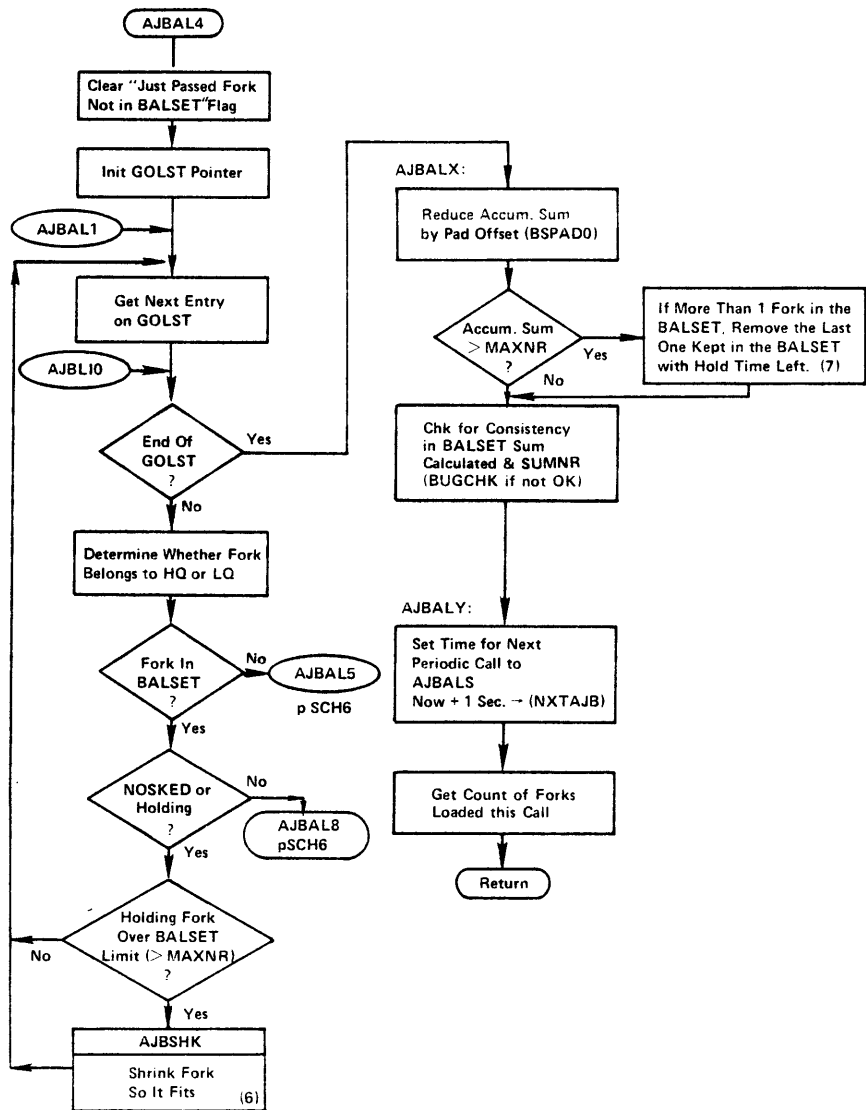 AJBAL4
Clear "Just Passed Fork
Not in BALSET" Flag
Init GOLST Pointer
AJBAL1
Get Next Entry
on GOLST
AJBL10
End Of
GOLST
?
Yes
No
Determine Whether Fork
Belongs to HQ or LQ
Fork In
BALSET
?
No
AJBAL5
p SCH6
Yes
NOSKED or
Holding
?
No
AJBAL8
pSCH6
Yes
Holding Fork
Over BALSET
Limit (> MAXNR)
?
No
Yes
AJBSHK
Shrink Fork
So It Fits
(6)
AJBALX:
Reduce Accum. Sum
by Pad Offset (BSPAD0)
Accum. Sum
> MAXNR
?
Yes
No
If More Than 1 Fork in the
BALSET, Remove the Last
One Kept in the BALSET
with Hold Time Left. (7)
Chk for Consistency
in BALSET Sum
Calculated & SUMNR
(BUGCHK if not OK)
AJBALY:
Set Time for Next
Periodic Call to
AJBALS
Now + 1 Sec. → (NXTAJB)
Get Count of Forks
Loaded this Call
Return